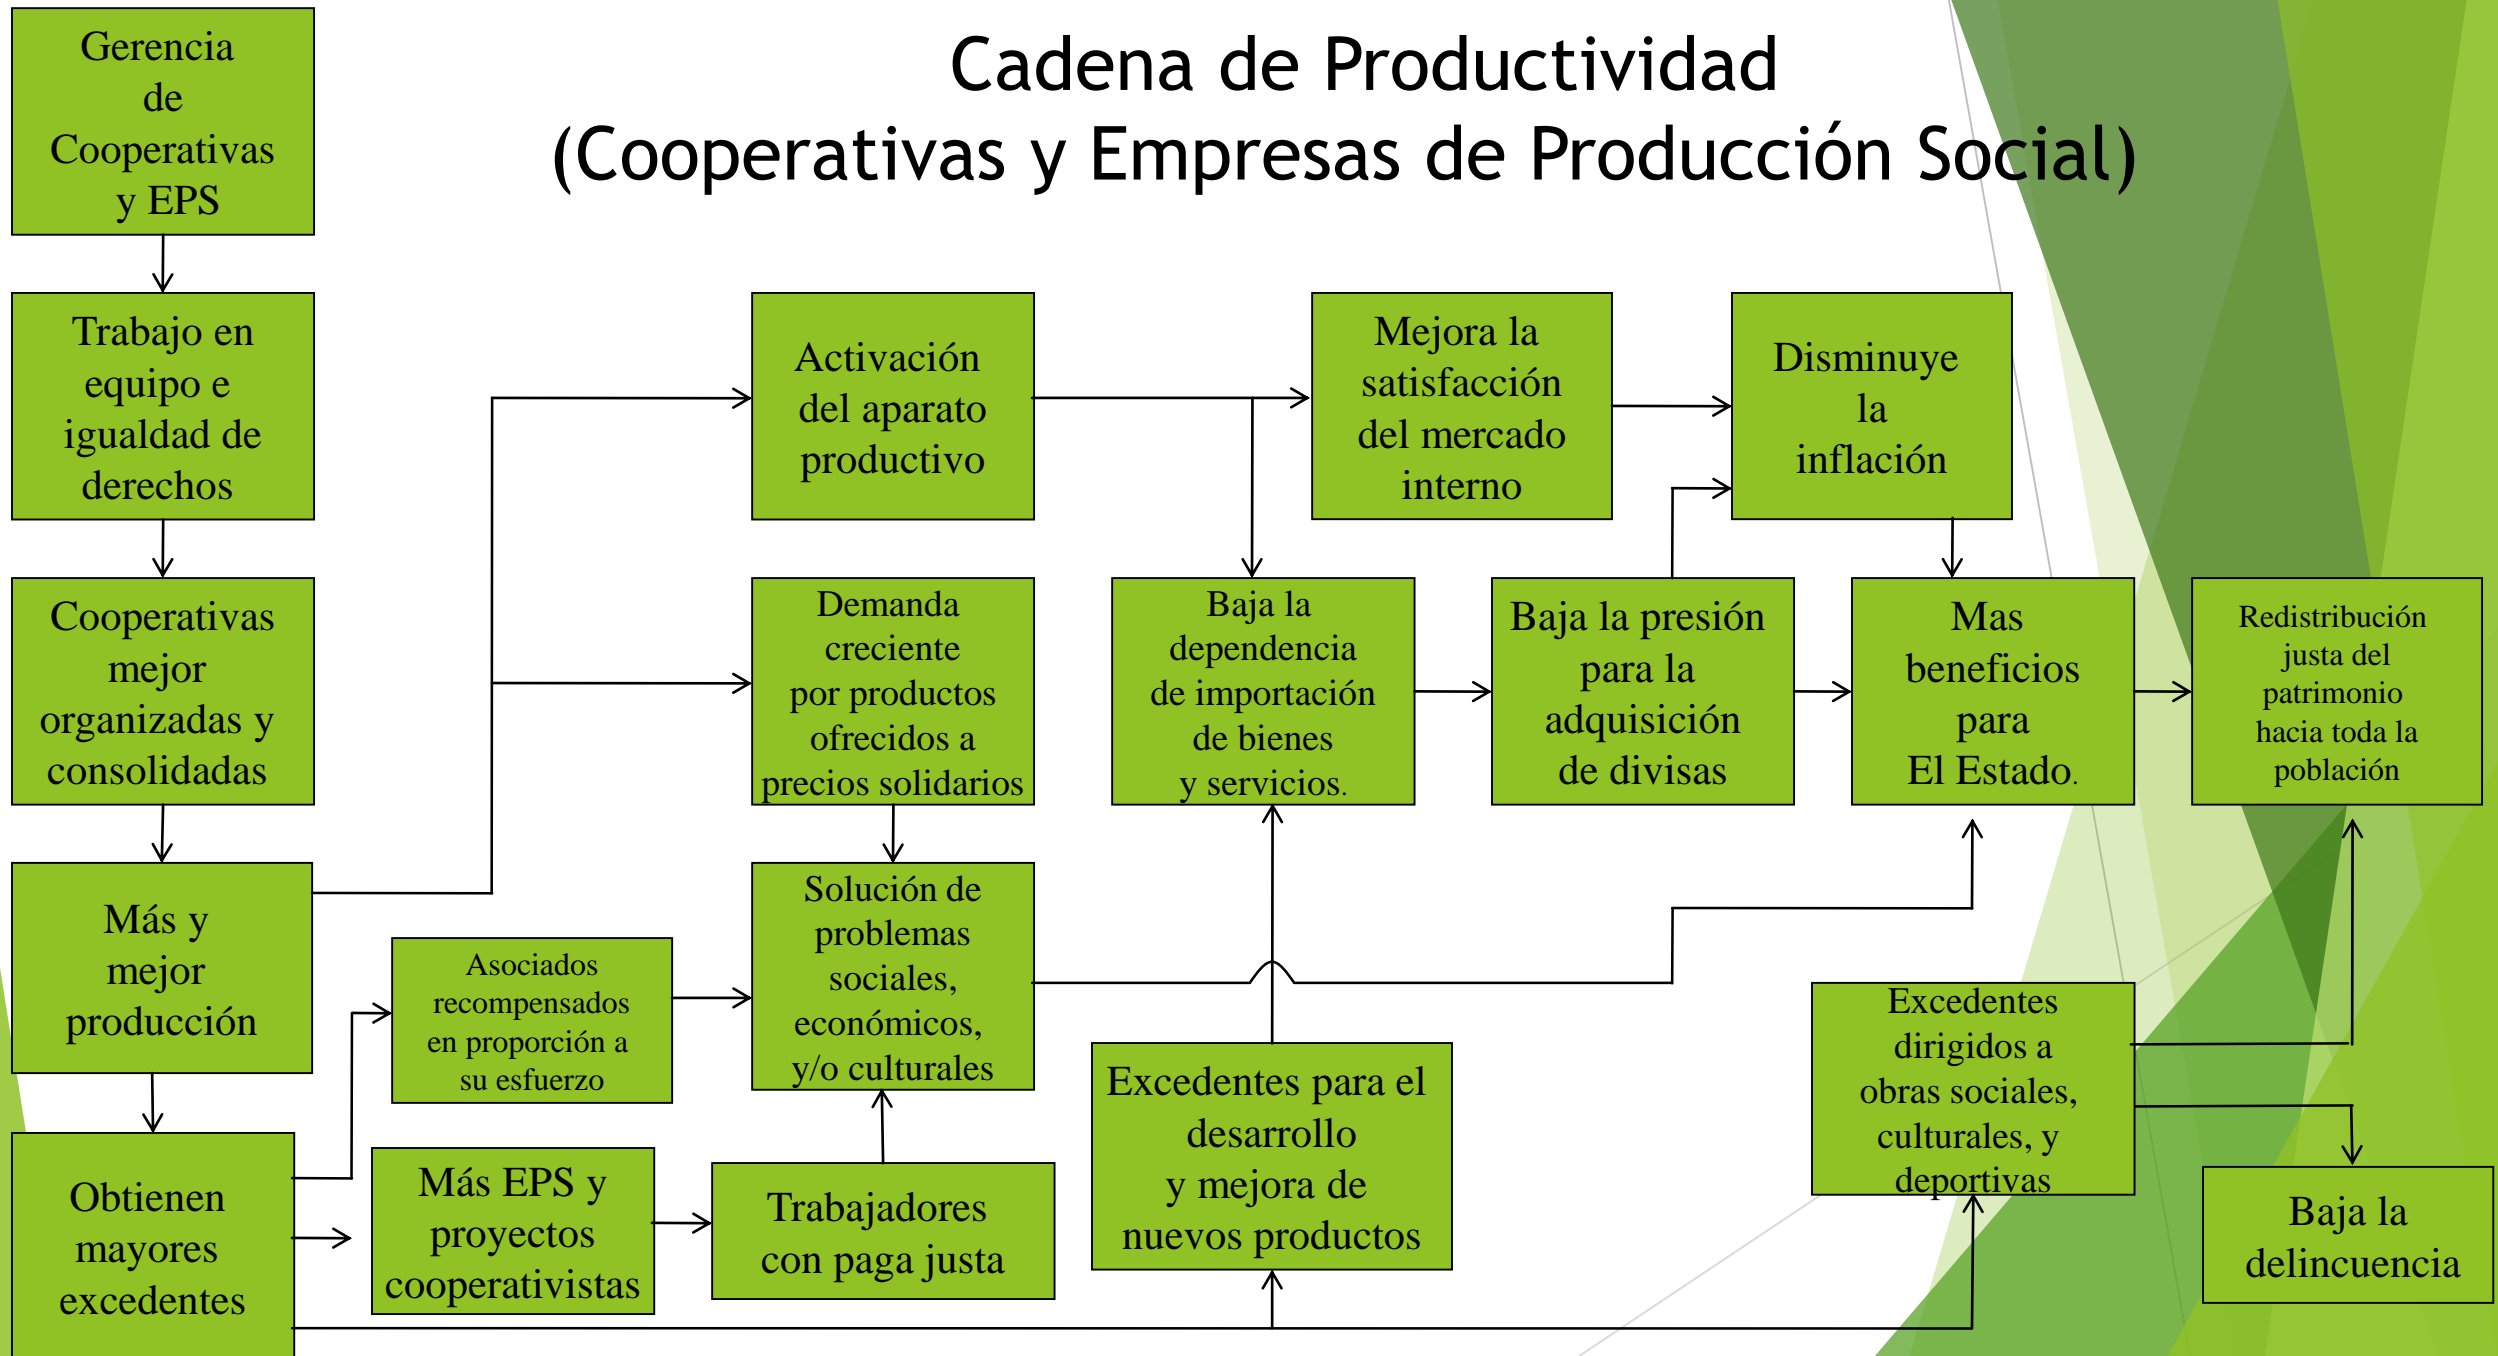 Cadena de Productividad
(Cooperativas y Empresas de Producción Social)
Gerencia
de
Cooperativas
y EPS
Trabajo en
equipo e
igualdad de
derechos
Cooperativas
mejor
organizadas y
consolidadas
Más y
mejor
producción
Obtienen
mayores
excedentes
Asociados
recompensados
en proporción a
su esfuerzo
Más EPS y
proyectos
cooperativistas
Trabajadores
con paga justa
Activación
del aparato
productivo
Demanda
creciente
por productos
ofrecidos a
precios solidarios
Solución de
problemas
sociales,
económicos,
y/o culturales
Mejora la
satisfacción
del mercado
interno
Disminuye
la
inflación
Baja la
dependencia
de importación
de bienes
y servicios.
Baja la presión
para la
adquisición
de divisas
Mas
beneficios
para
El Estado.
Redistribución
justa del
patrimonio
hacia toda la
población
Excedentes para el
desarrollo
y mejora de
nuevos productos
Excedentes
dirigidos a
obras sociales,
culturales, y
deportivas
Baja la
delincuencia